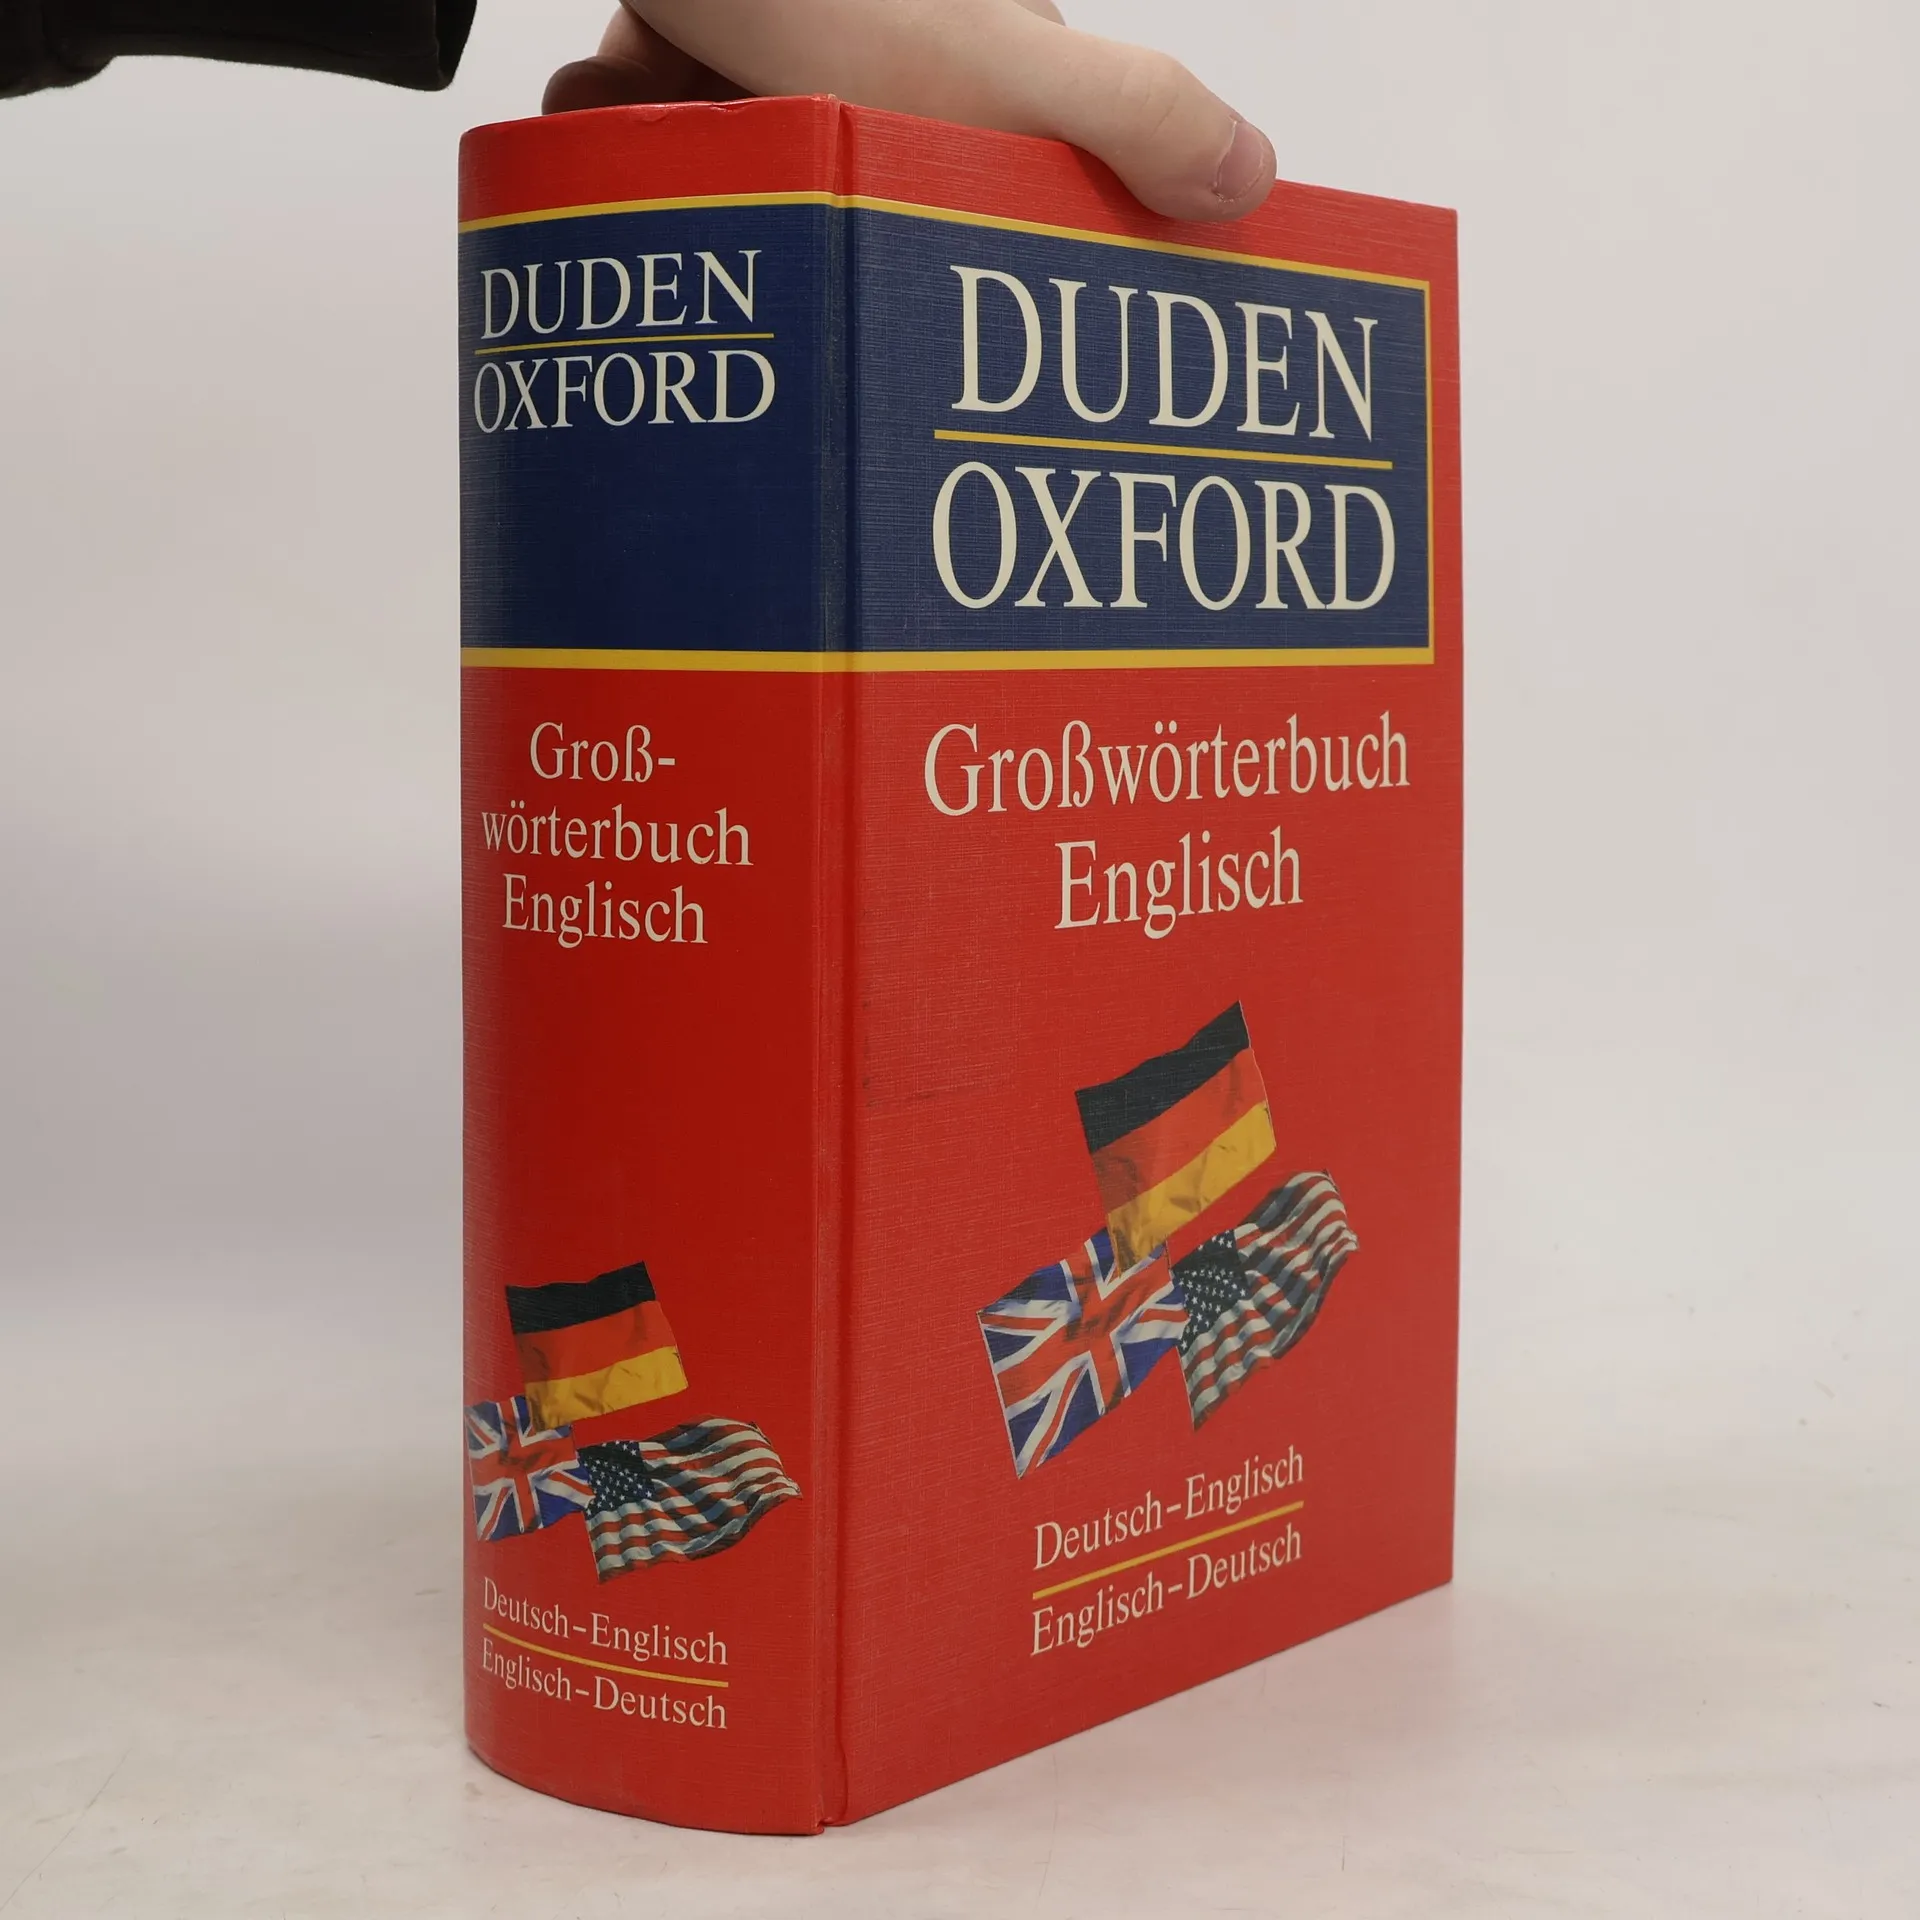 DUDEN
OXFORD
Groß-
wörterbuch
Englisch
Deutsch–Englisch
Englisch–Deutsch
DUDEN
OXFORD
Großwörterbuch
Englisch
Deutsch–Englisch
Englisch–Deutsch